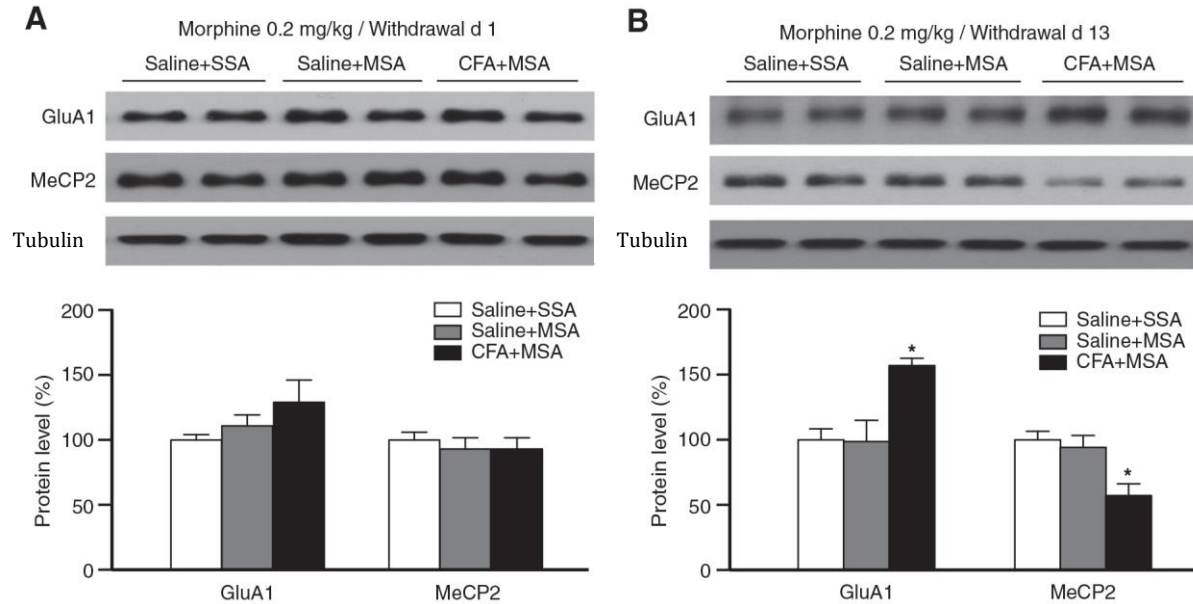 A
Morphine 0.2 mg/kg / Withdrawal d 1
Saline+SSA Saline+MSA CFA+MSA
GluA1
MeCP2
Tubulin
200
150
100
50
0
Protein level (%)
Saline+SSA
Saline+MSA
CFA+MSA
GluA1 MeCP2
B
Morphine 0.2 mg/kg / Withdrawal d 13
Saline+SSA Saline+MSA CFA+MSA
GluA1
MeCP2
Tubulin
200
150
100
50
0
Protein level (%)
Saline+SSA
Saline+MSA
CFA+MSA
*
*
GluA1 MeCP2